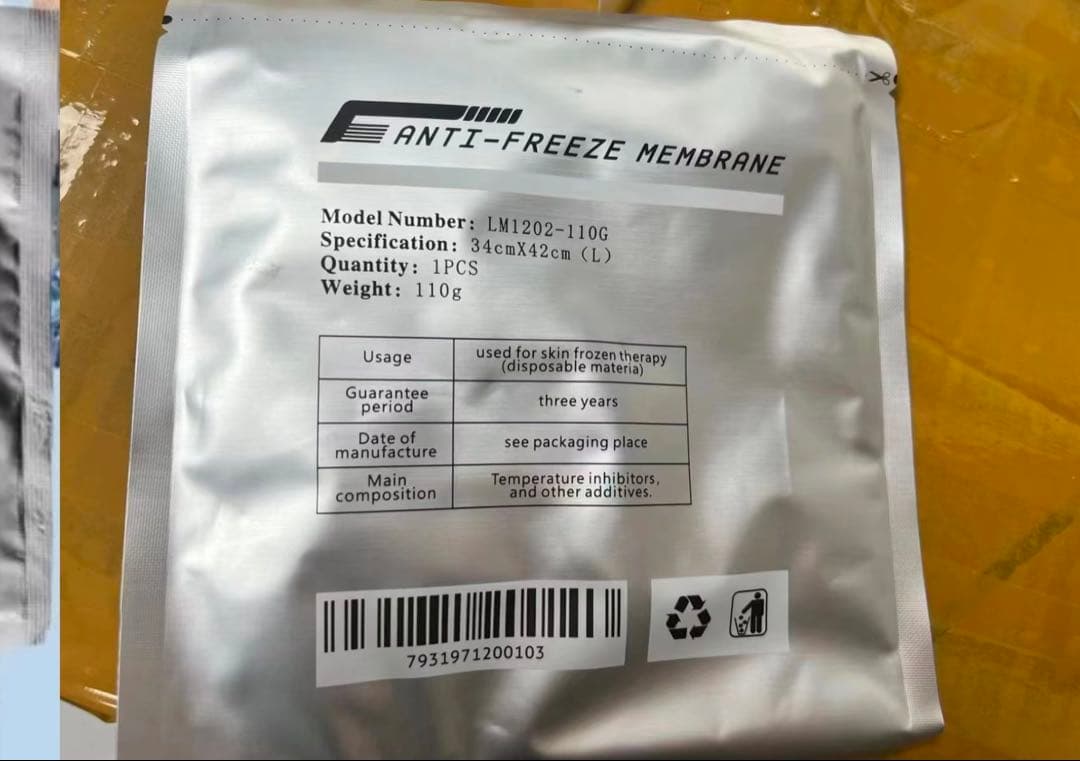 ANTI-FREEZE MEMBRANE
Model Number: LM1202-110G
Specification: 34cmX42cm (L)
Quantity: 1PCS
Weight: 110g
Usage
used for skin frozen therapy
(disposable materia)
Guarantee
period
three years
Date of
manufacture
see packaging place
Main
composition
Temperature inhibitors,
and other additives.
7931971200103